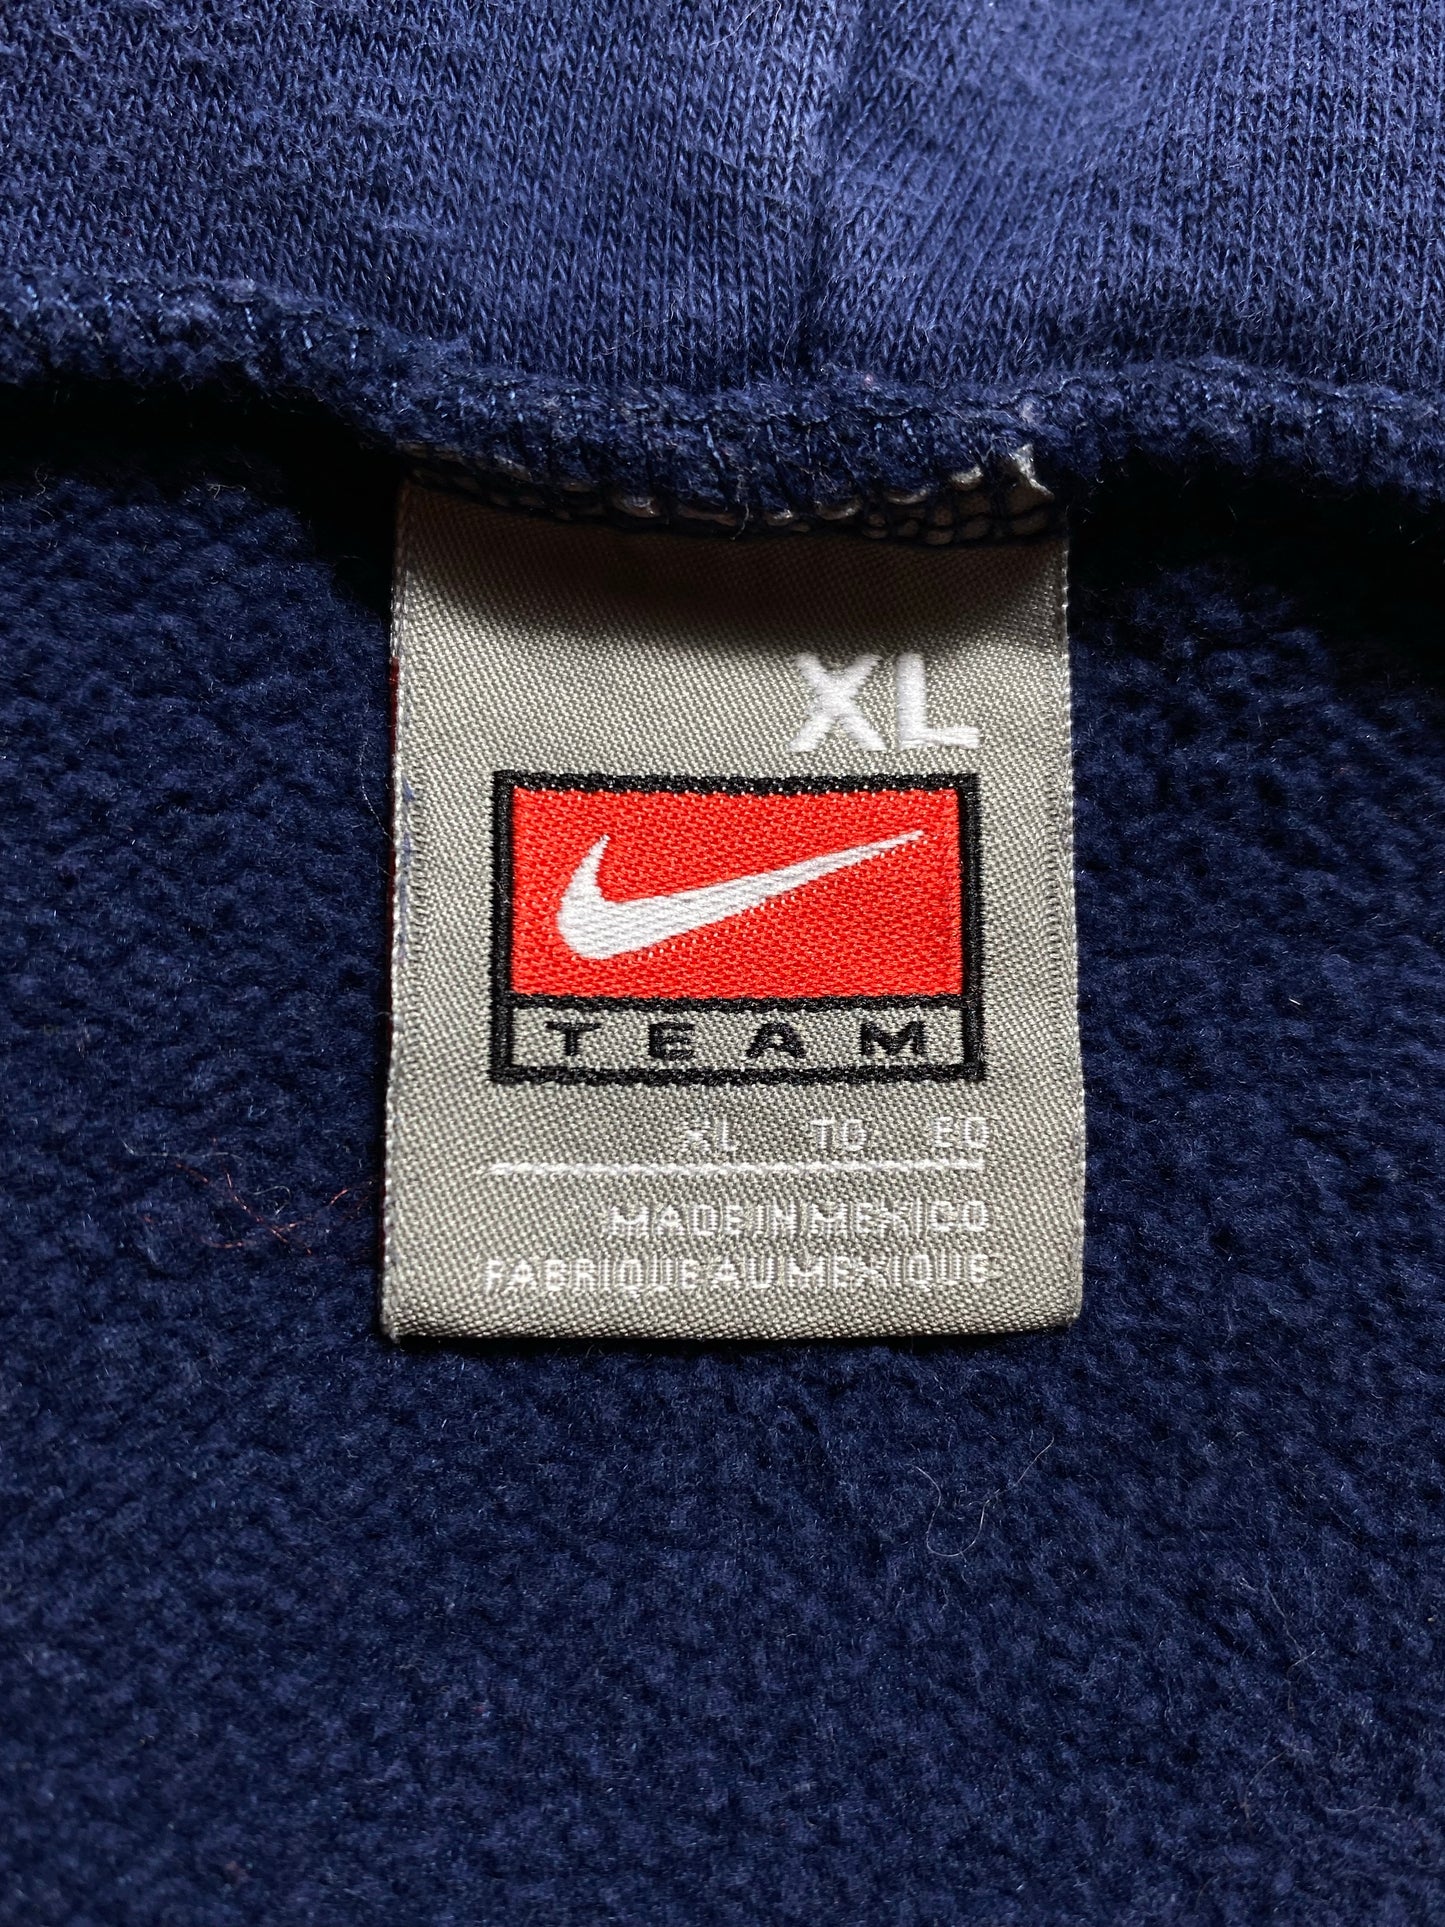 XL
TEAM
XL TG EG
MADE IN MEXICO
FABRIQUE AU MEXIQUE